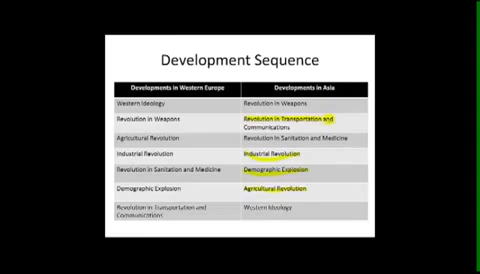 Development Sequence
Developments in Western Europe Developments in Asia
Western Ideology Revolution in Weapons
Revolution in Weapons Revolution in Transportation and
Communications
Agricultural Revolution Revolution in Sanitation and Medicine
Industrial Revolution Industrial Revolution
Revolution in Sanitation and Medicine Demographic Explosion
Demographic Explosion Agricultural Revolution
Revolution in Transportation and Western Ideology
Communications